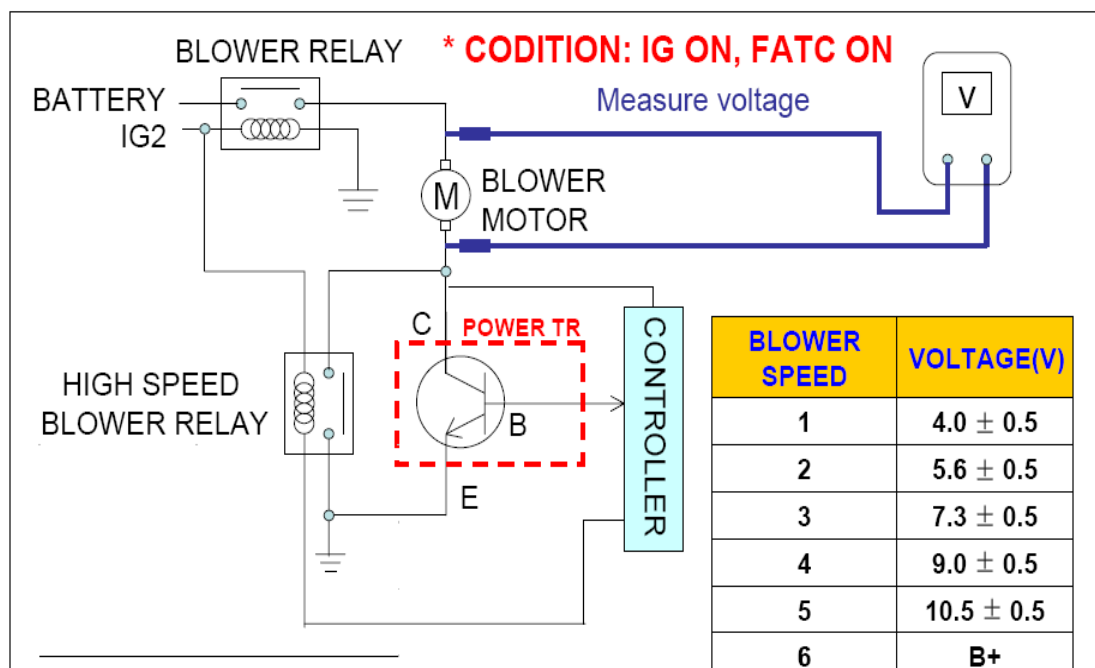 BLOWER RELAY
* CODITION: IG ON, FATC ON
BATTERY
IG2
Measure voltage
V
M
BLOWER
MOTOR
C
POWER TR
B
E
HIGH SPEED
BLOWER RELAY
CONTROLLER
BLOWER SPEED VOLTAGE(V)
1 4.0 ± 0.5
2 5.6 ± 0.5
3 7.3 ± 0.5
4 9.0 ± 0.5
5 10.5 ± 0.5
6 B+